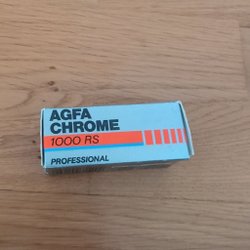 AGFA
CHROME
1000 RS
PROFESSIONAL